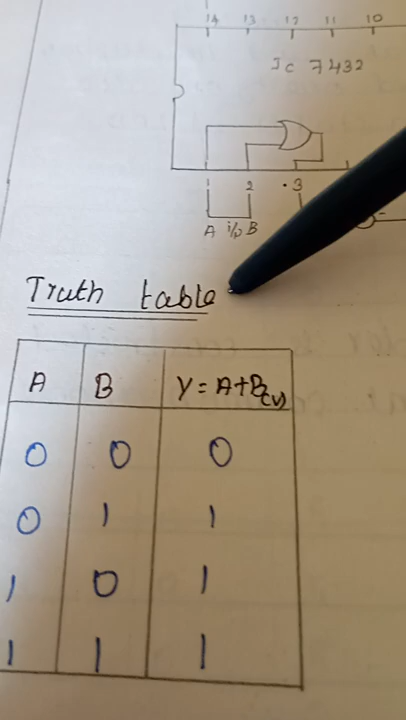 14 13 12 11 10
Ic 7432
1 2 3
A i/p B
Truth table
A B Y = A+B(v)
0 0 0
0 1 1
1 0 1
1 1 1